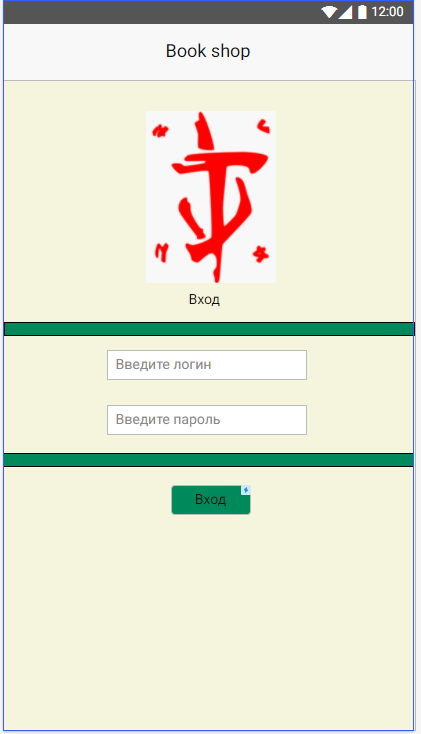 12:00
Book shop
Вход
Введите логин
Введите пароль
Вход